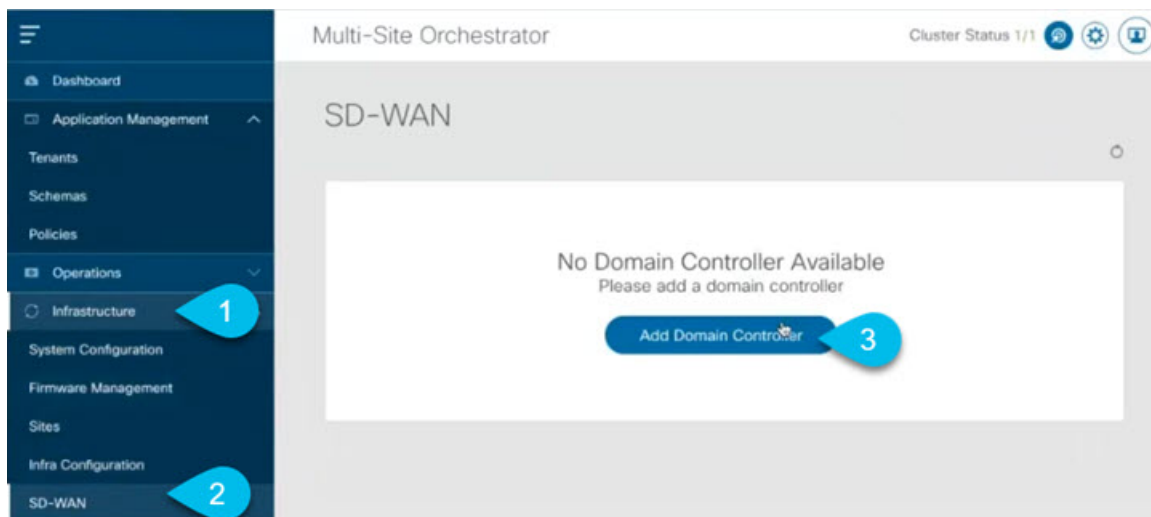 Multi-Site Orchestrator
Cluster Status 1/1
Dashboard
Application Management
Tenants
Schemas
Policies
Operations
Infrastructure
1
System Configuration
Firmware Management
Sites
Infra Configuration
SD-WAN
2
SD-WAN
No Domain Controller Available
Please add a domain controller
Add Domain Controller
3